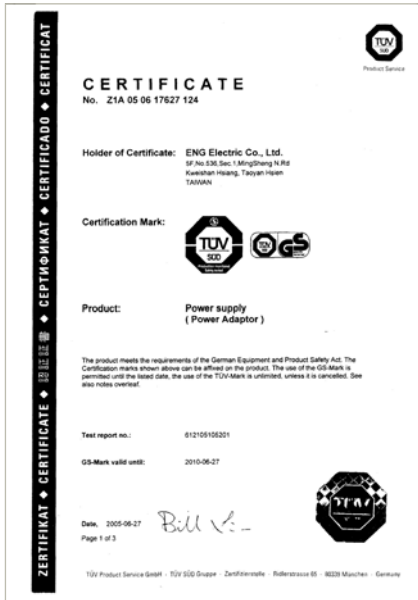 TÜV
SÜD
Product Service
CERTIFICATE
No. Z1A 05 06 17627 124
Holder of Certificate: ENG Electric Co., Ltd.
5F,No.536,Sec.1,MingSheng N.Rd
Kweishan Hsiang, Taoyan Hsien
TAIWAN
Certification Mark:
TÜV
SÜD
GS
Product: Power supply
( Power Adaptor )
The product meets the requirements of the German Equipment and Product Safety Act. The
Certification marks shown above can be affixed on the product. The use of the GS-Mark is
permitted until the listed date, the use of the TÜV-Mark is unlimited, unless it is cancelled. See
also notes overleaf.
Test report no.: 612105105201
GS-Mark valid until: 2010-06-27
Date, 2005-06-27
Page 1 of 3
TÜV
TÜV Product Service GmbH · TÜV SÜD Gruppe · Zertifizierstelle · Ridlerstrasse 65 · 80339 München · Germany
ZERTIFIKAT ◆ CERTIFICATE ◆ ◆ СЕРТИФИКАТ ◆ CERTIFICADO ◆ CERTIFICAT